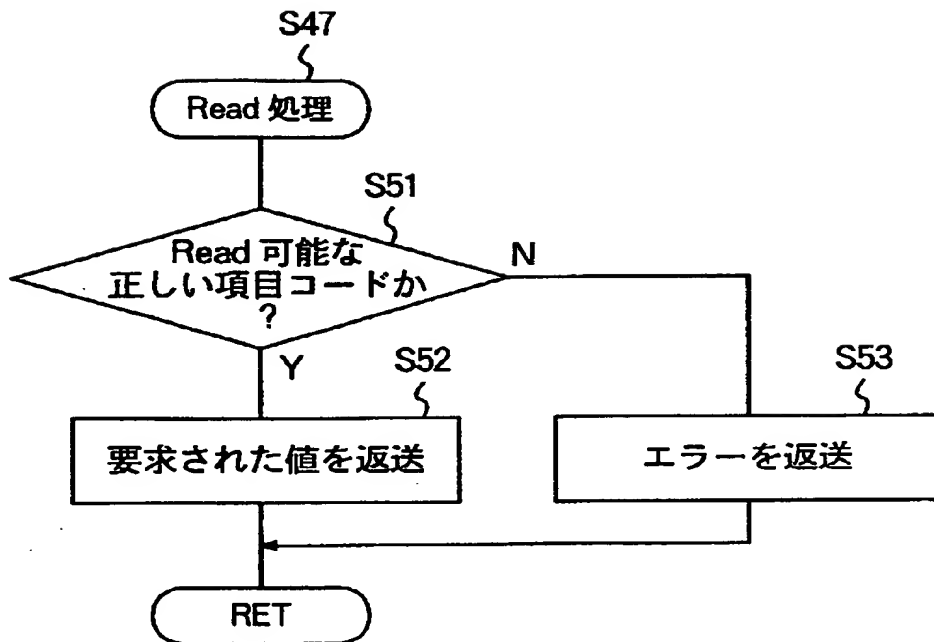 S47
Read 処理
S51
Read 可能な
正しい項目コードか
?
N
Y
S52
S53
要求された値を返送
エラーを返送
RET